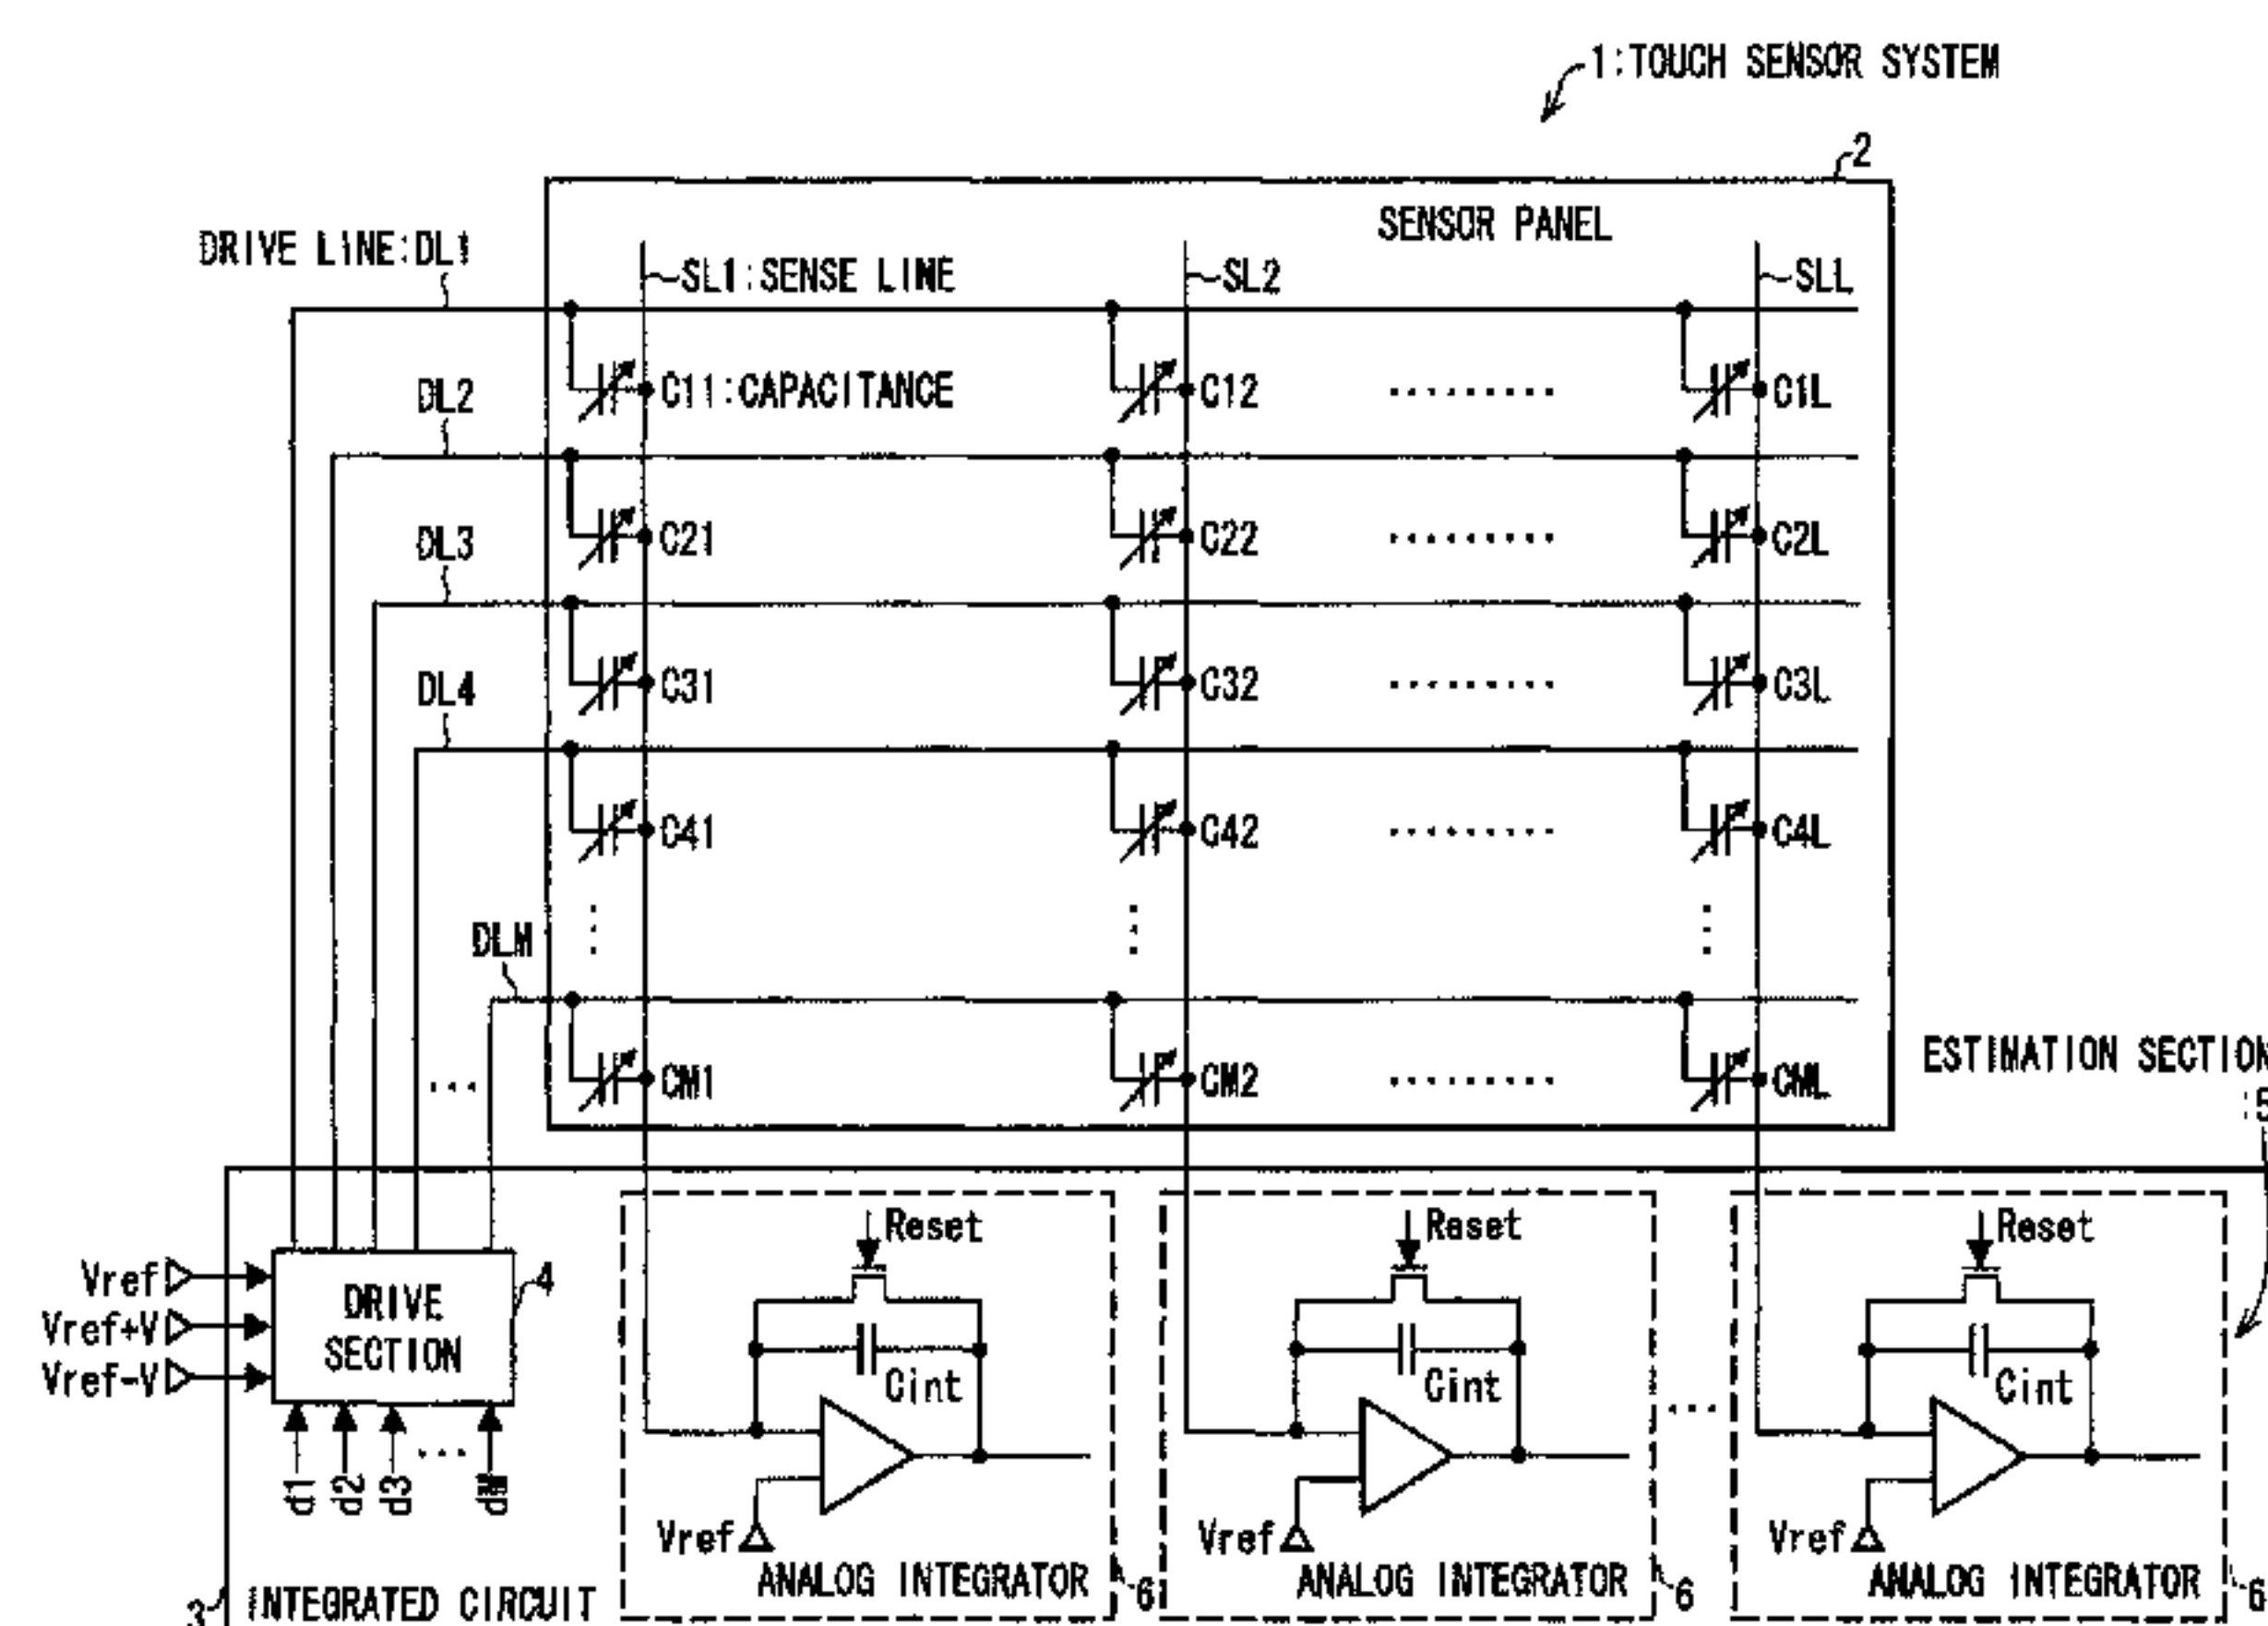 1:TOUCH SENSOR SYSTEM
2
SENSOR PANEL
DRIVE LINE:DL1
SL1:SENSE LINE
SL2
SLL
C11:CAPACITANCE
C12
.........
C1L
DL2
C21
C22
.........
C2L
DL3
C31
C32
.........
C3L
DL4
C41
C42
.........
C4L
DLM
CM1
CM2
.........
CML
...
ESTIMATION SECTION
:5
Reset
Reset
Reset
Vref
Vref+V
Vref-V
DRIVE
SECTION
4
Cint
Cint
Cint
...
d1
d2
d3
...
dM
Vref
Vref
Vref
ANALOG INTEGRATOR
6
ANALOG INTEGRATOR
6
ANALOG INTEGRATOR
6
3
INTEGRATED CIRCUIT